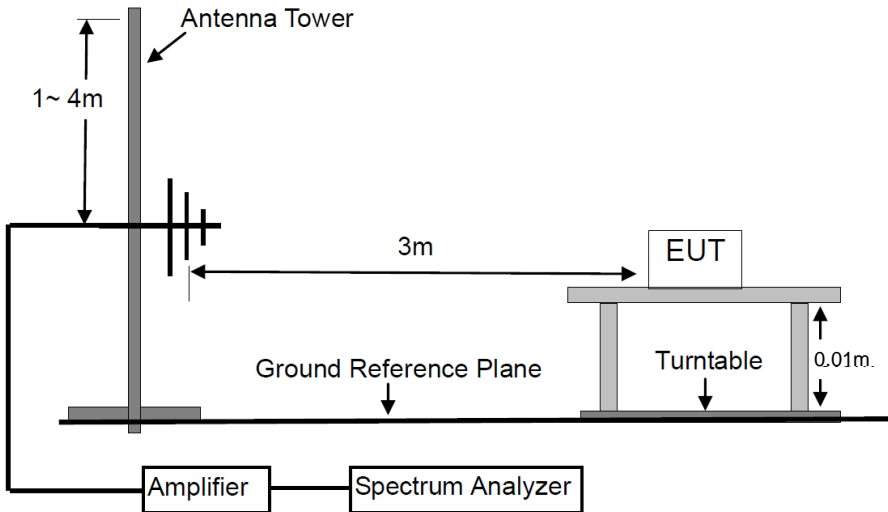 Antenna Tower
1~ 4m
3m
EUT
Ground Reference Plane
Turntable
0.01m.
Amplifier
Spectrum Analyzer